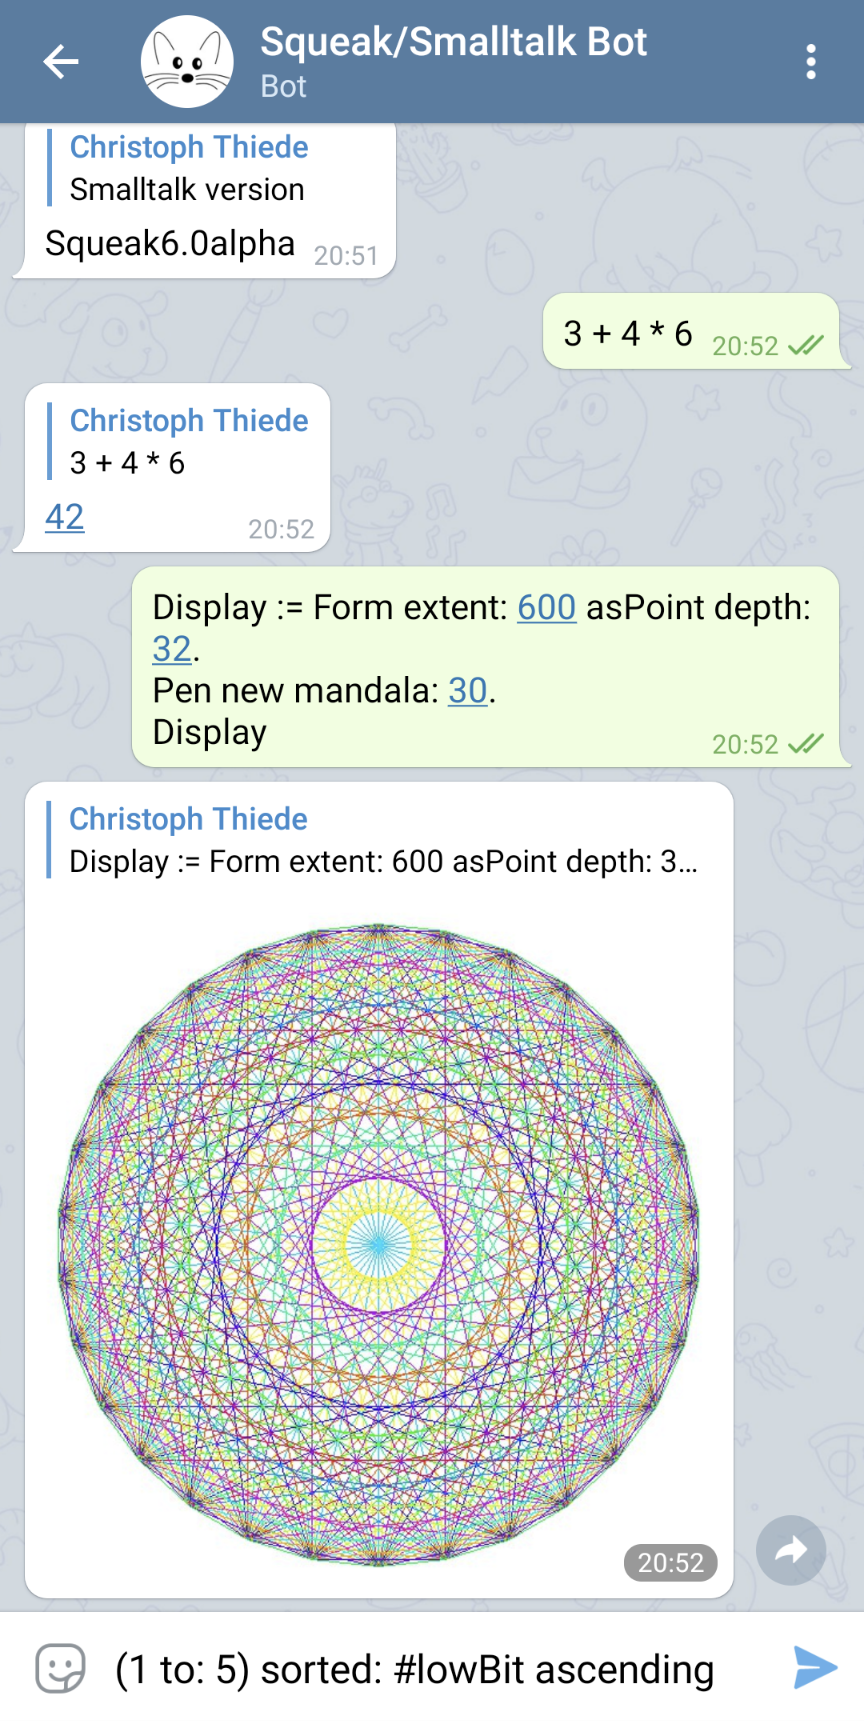 Squeak/Smalltalk Bot
Bot
Christoph Thiede
Smalltalk version
Squeak6.0alpha 20:51
3 + 4 * 6 20:52
Christoph Thiede
3 + 4 * 6
42 20:52
Display := Form extent: 600 asPoint depth:
32.
Pen new mandala: 30.
Display 20:52
Christoph Thiede
Display := Form extent: 600 asPoint depth: 3...
20:52
(1 to: 5) sorted: #lowBit ascending